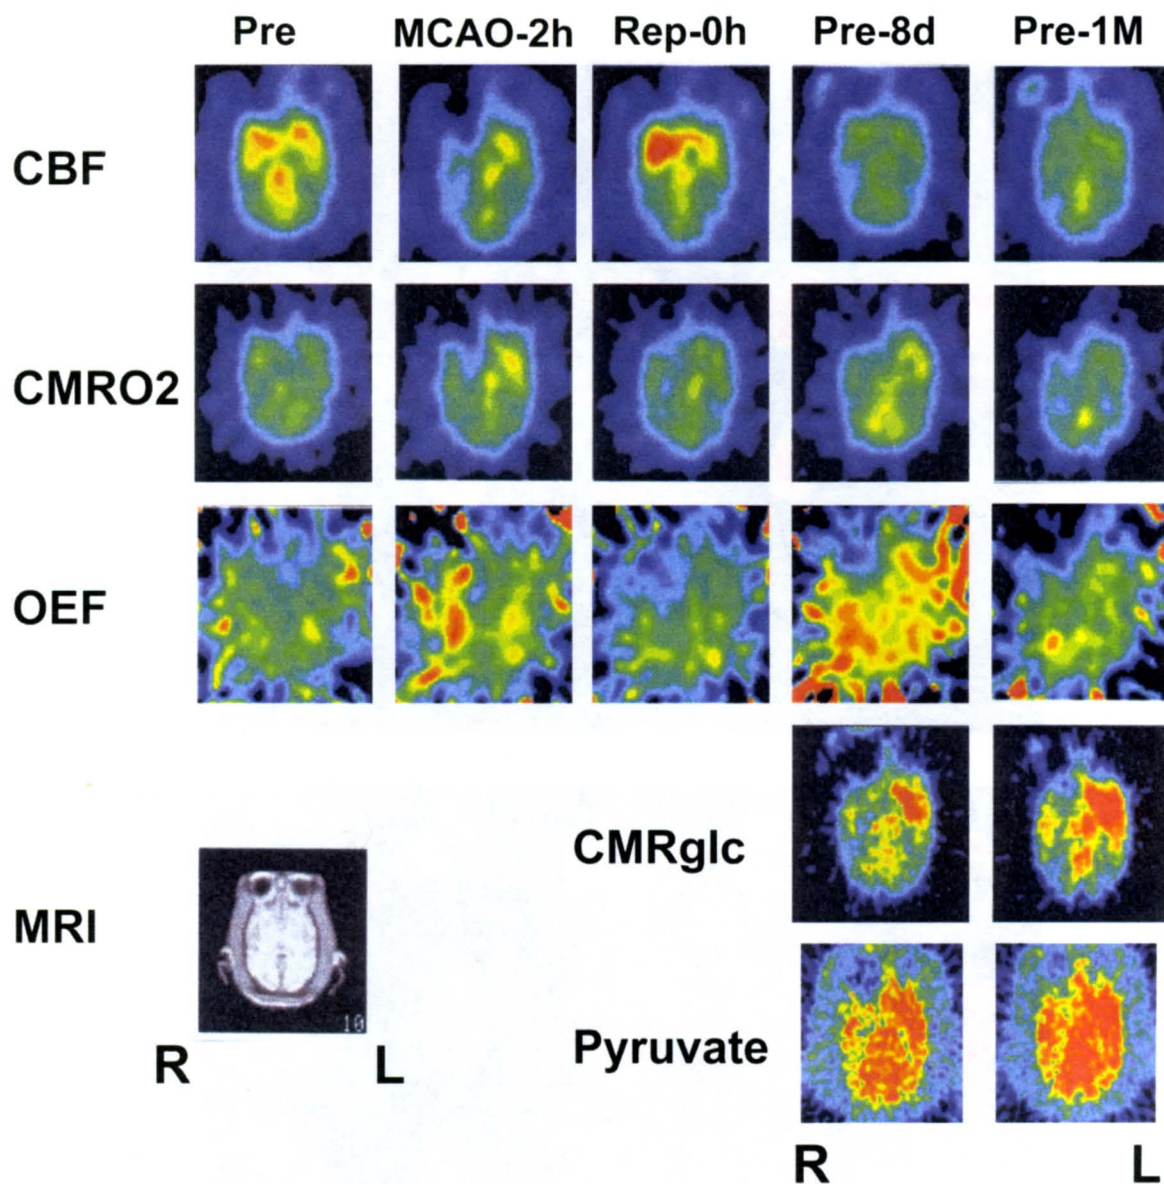 Pre MCAO-2h Rep-0h Pre-8d Pre-1M
CBF
CMRO2
OEF
CMRglc
MRI
10
Pyruvate
R L
R L